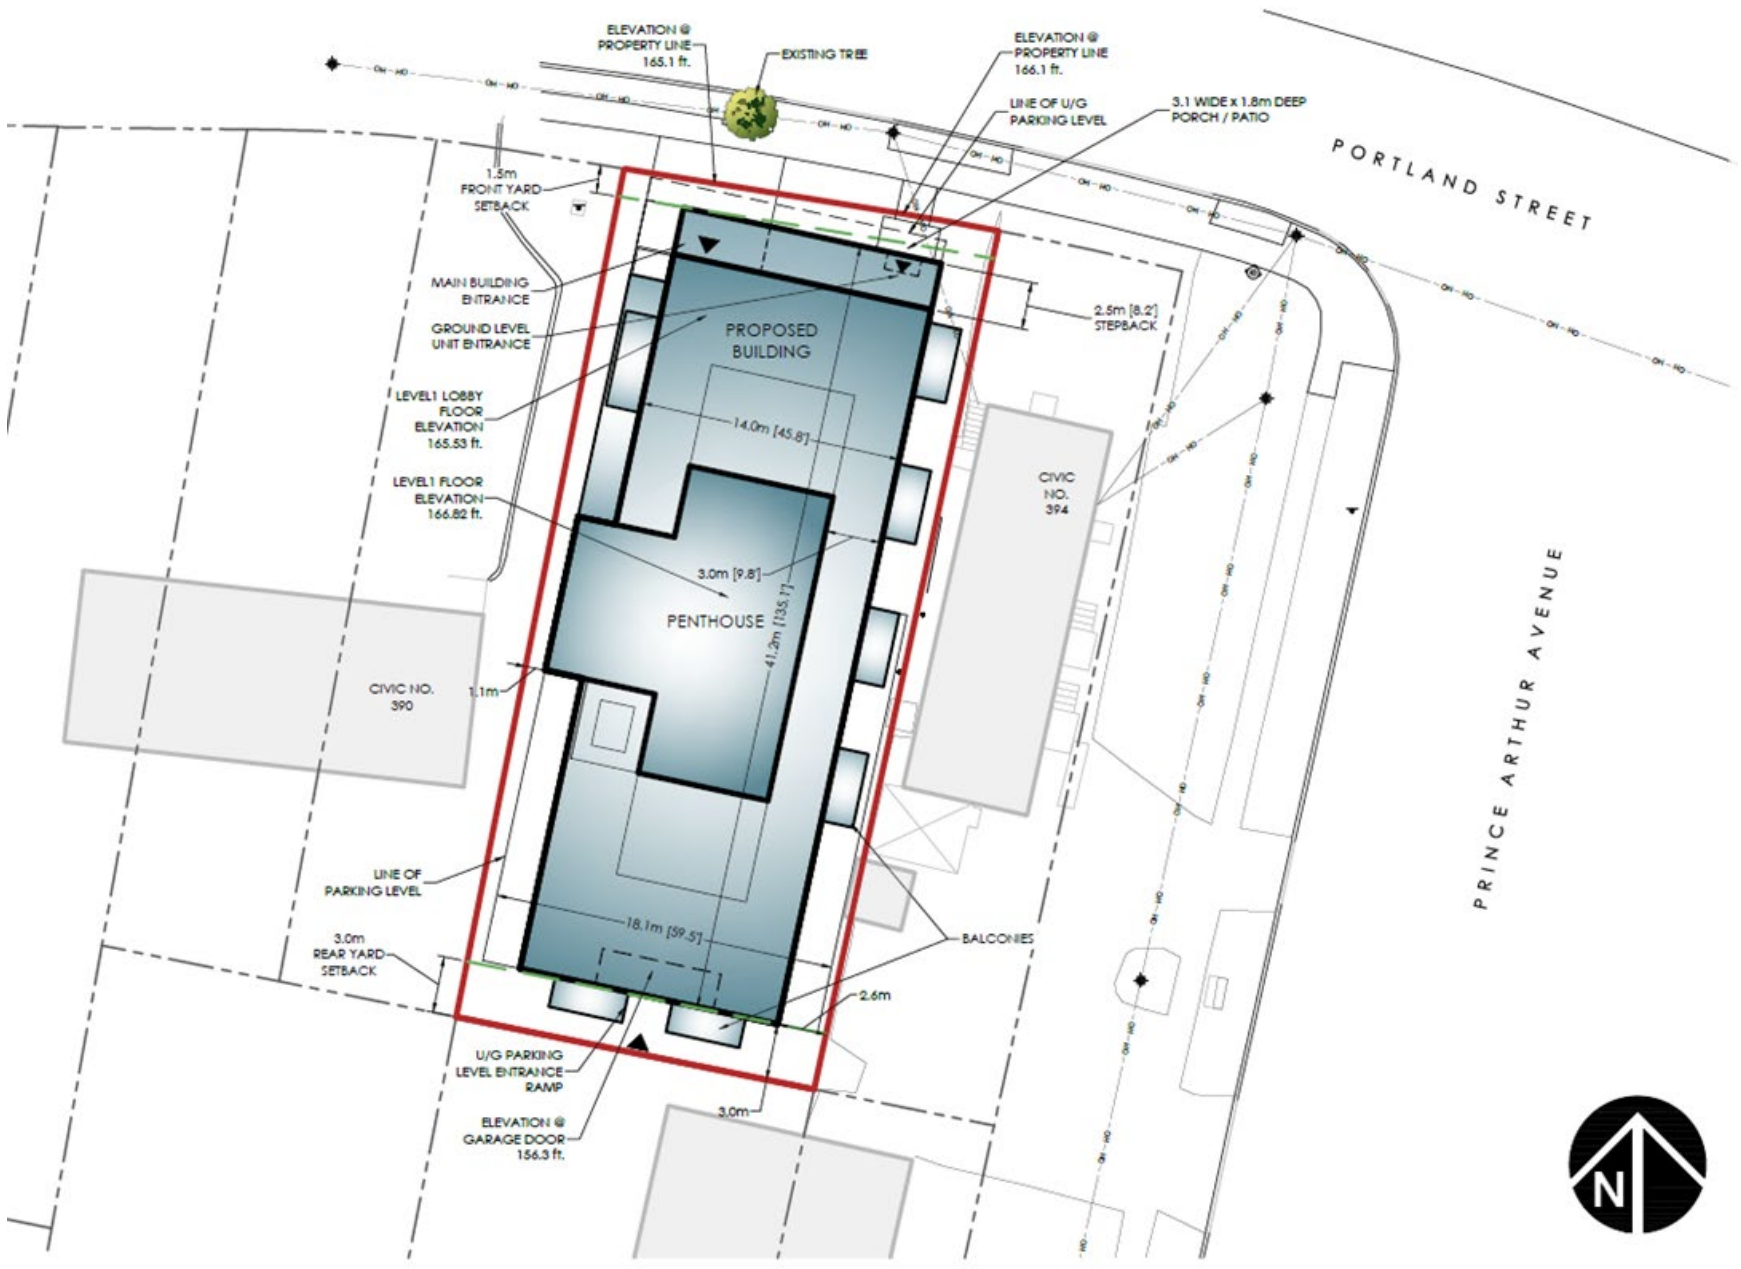 ELEVATION @
PROPERTY LINE
165.1 ft.
EXISTING TREE
ELEVATION @
PROPERTY LINE
166.1 ft.
LINE OF U/G
PARKING LEVEL
3.1 WIDE x 1.8m DEEP
PORCH / PATIO
PORTLAND STREET
1.5m
FRONT YARD
SETBACK
MAIN BUILDING
ENTRANCE
GROUND LEVEL
UNIT ENTRANCE
2.5m [8.2']
STEPBACK
PROPOSED
BUILDING
LEVEL1 LOBBY
FLOOR
ELEVATION
165.53 ft.
14.0m [45.8']
LEVEL1 FLOOR
ELEVATION
166.82 ft.
CIVIC
NO.
394
3.0m [9.8']
PENTHOUSE
41.2m [135.1']
CIVIC NO.
390
1.1m
PRINCE ARTHUR AVENUE
LINE OF
PARKING LEVEL
18.1m [59.5']
3.0m
REAR YARD
SETBACK
BALCONIES
2.6m
U/G PARKING
LEVEL ENTRANCE
RAMP
3.0m
ELEVATION @
GARAGE DOOR
156.3 ft.
N